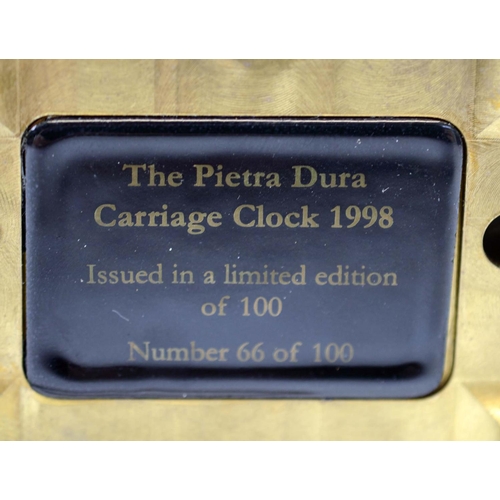 The Pietra Dura
Carriage Clock 1998
Issued in a limited edition
of 100
Number 66 of 100